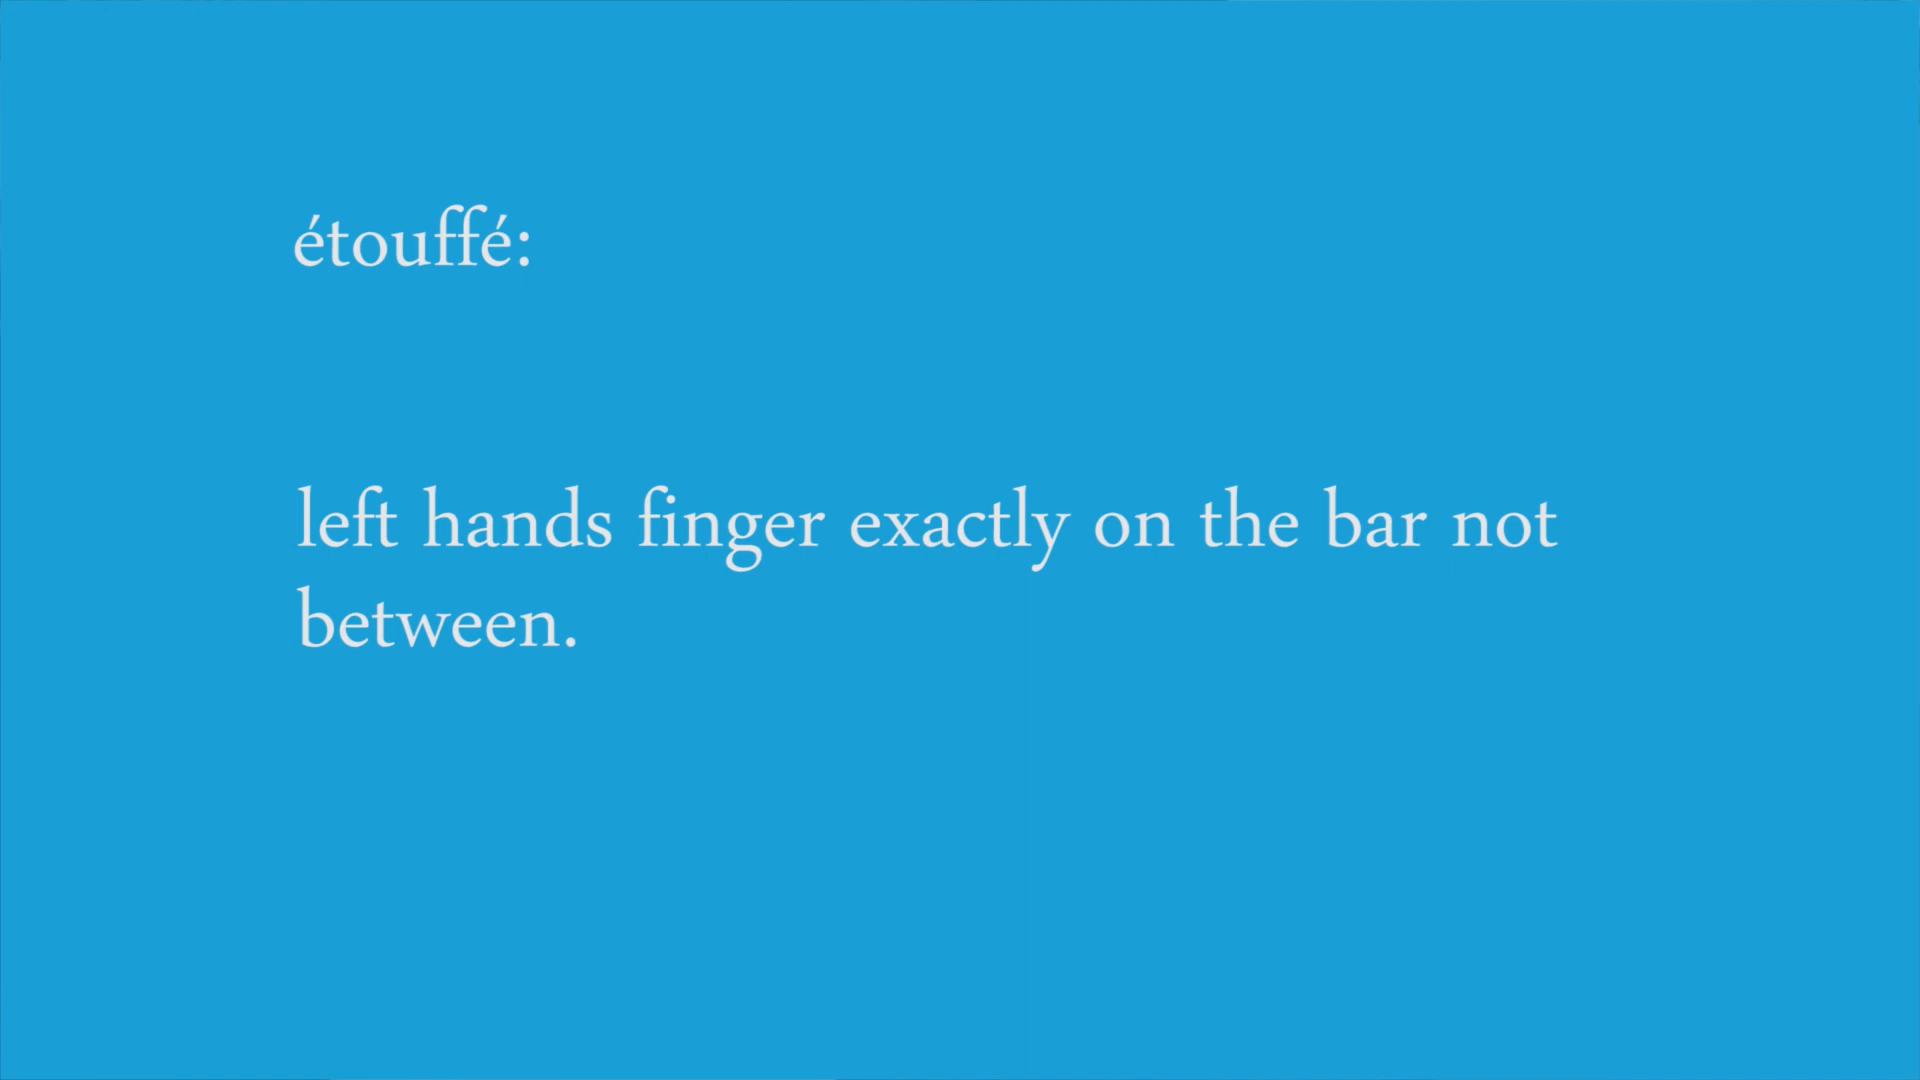 étouffé:
left hands finger exactly on the bar not
between.